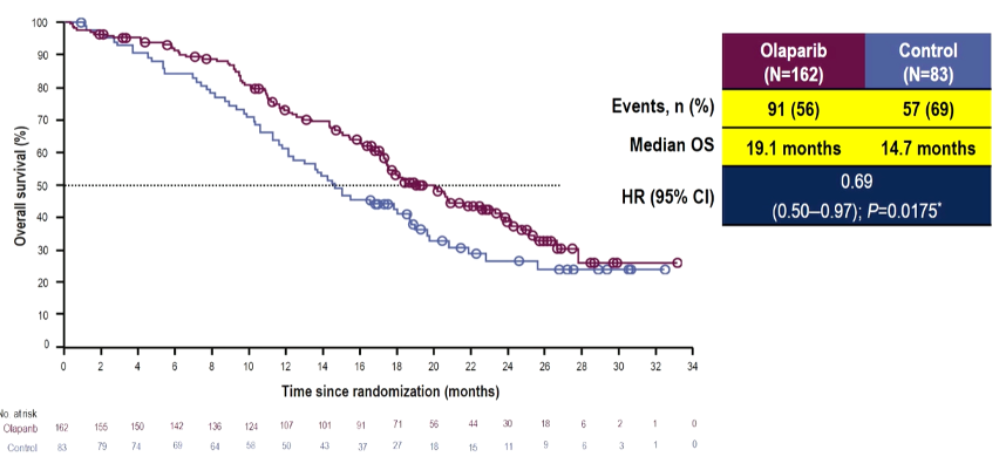 Overall survival (%)
100
90
80
70
60
50
40
30
20
10
0
0 2 4 6 8 10 12 14 16 18 20 22 24 26 28 30 32 34
Time since randomization (months)
No at risk
Olaparib 162 155 150 142 136 124 107 101 91 71 56 44 30 18 6 2 1 0
Control 83 79 74 69 64 58 50 43 37 27 18 15 11 9 6 3 1 0
Olaparib Control
(N=162) (N=83)
Events, n (%) 91 (56) 57 (69)
Median OS 19.1 months 14.7 months
HR (95% CI) 0.69
(0.50–0.97); P=0.0175*